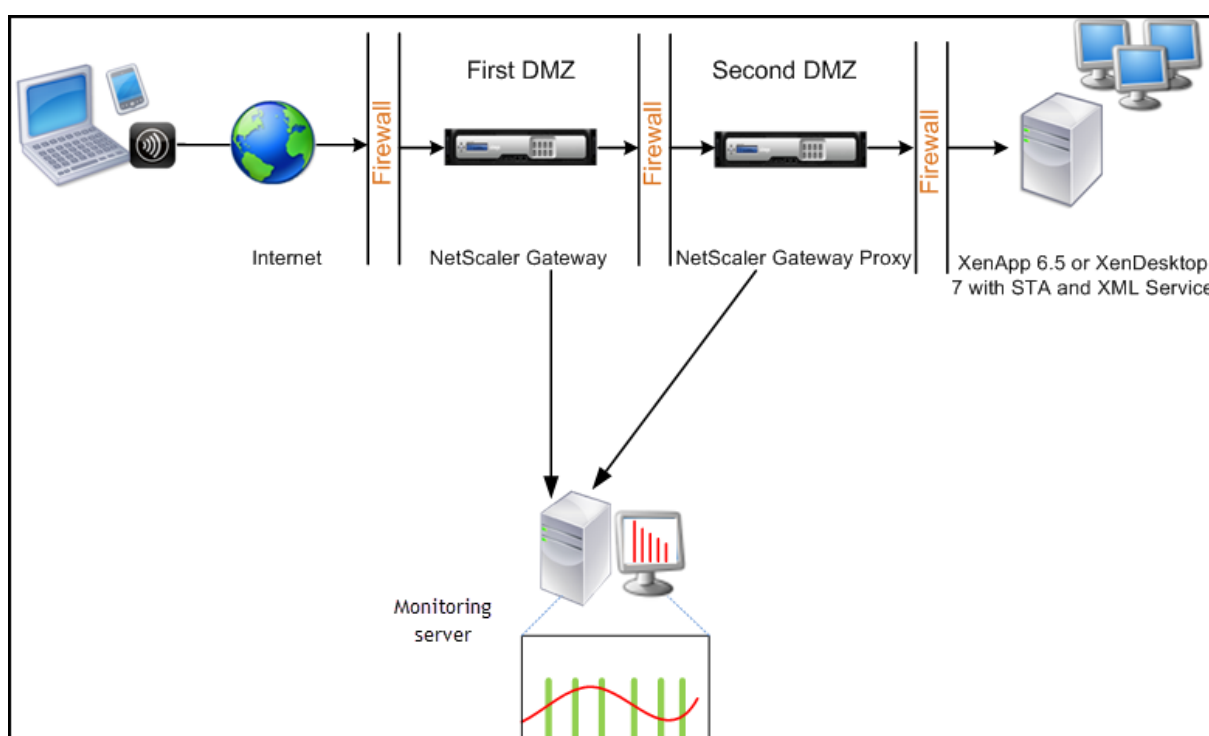 First DMZ
Second DMZ
Firewall
Firewall
Firewall
Internet
NetScaler Gateway
NetScaler Gateway Proxy
XenApp 6.5 or XenDesktop
7 with STA and XML Service
Monitoring
server